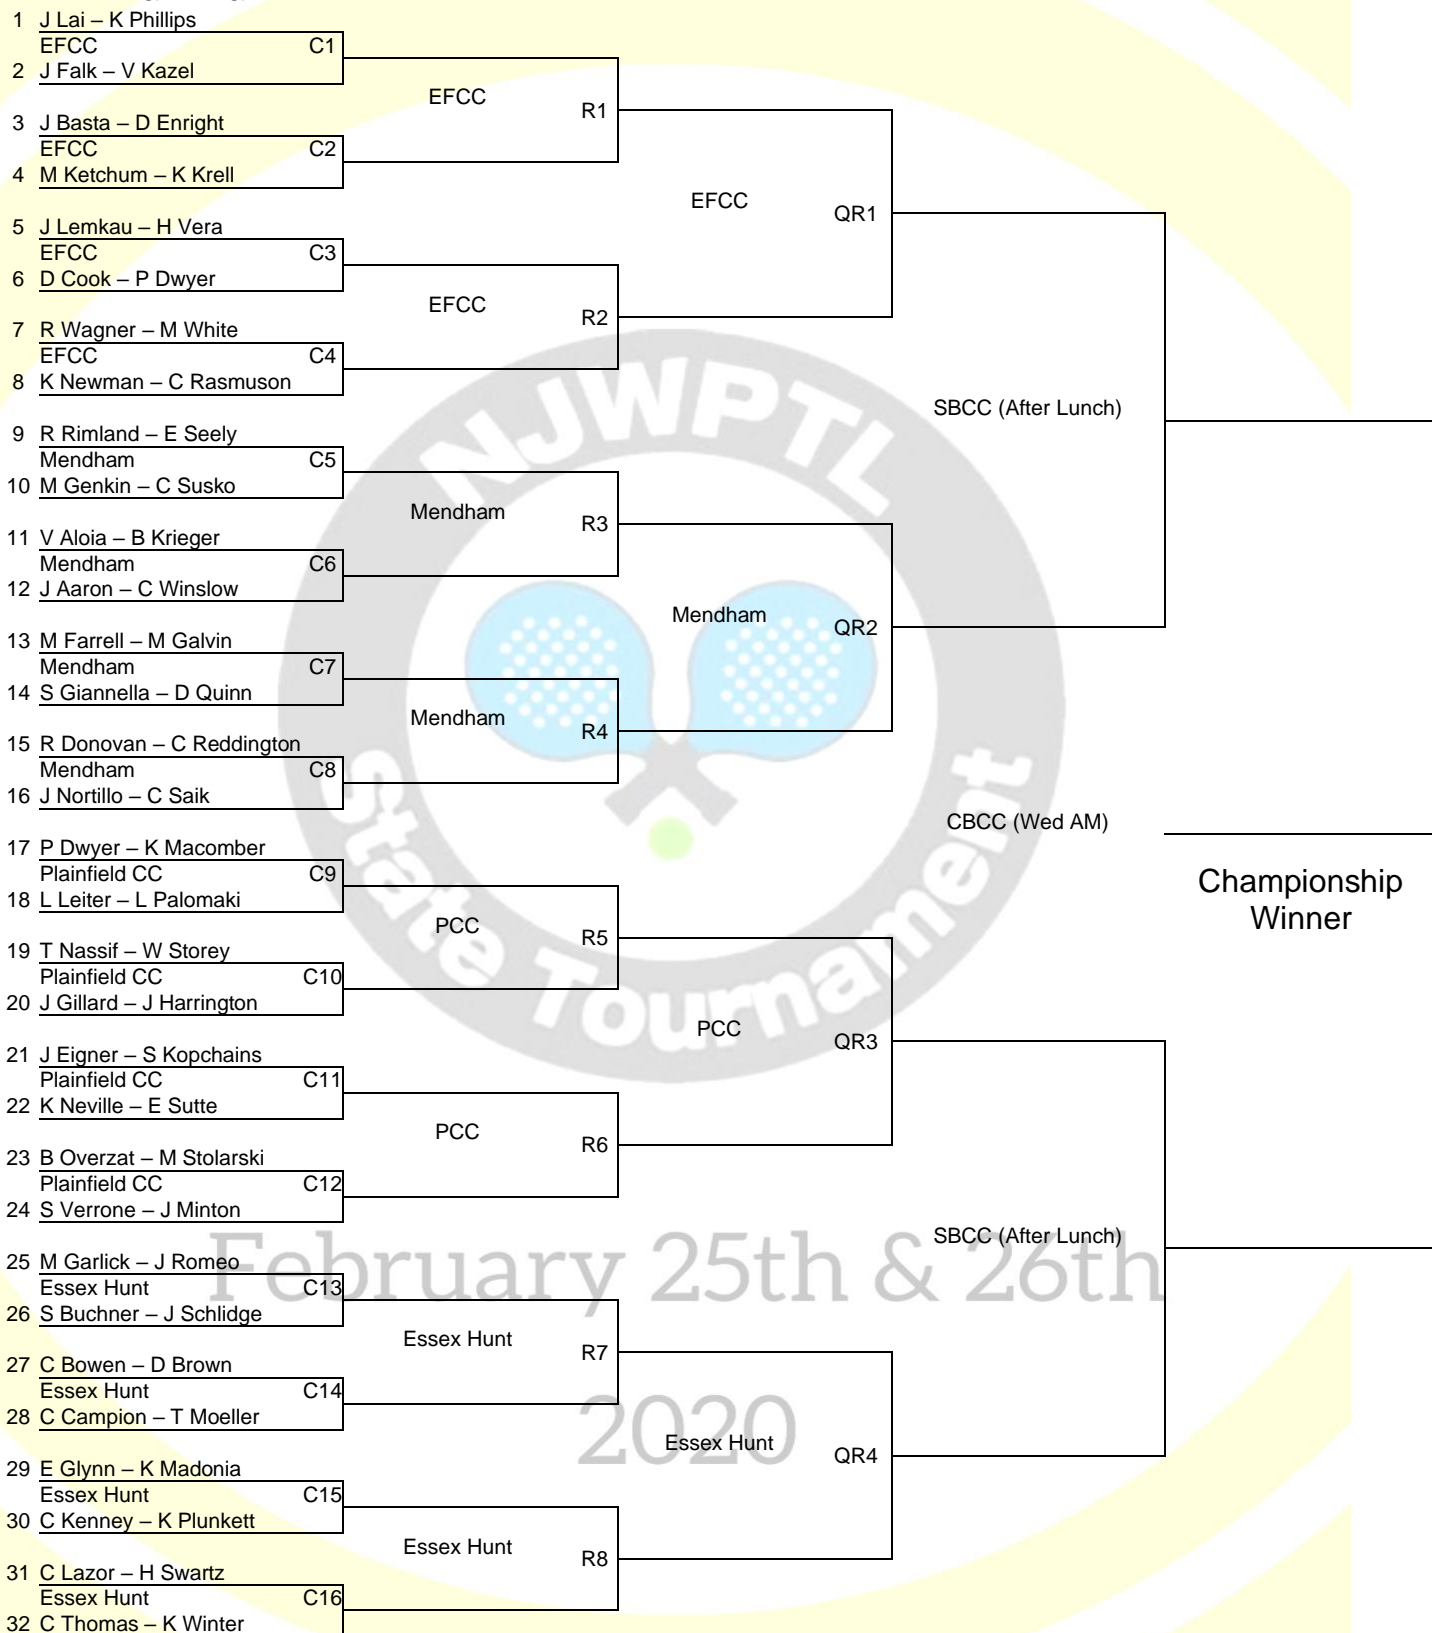 1 J Lai – K Phillips
EFCC C1
2 J Falk – V Kazel
EFCC R1
3 J Basta – D Enright
EFCC C2
4 M Ketchum – K Krell
EFCC QR1
5 J Lemkau – H Vera
EFCC C3
6 D Cook – P Dwyer
EFCC R2
7 R Wagner – M White
EFCC C4
8 K Newman – C Rasmuson
SBCC (After Lunch)
9 R Rimland – E Seely
Mendham C5
10 M Genkin – C Susko
Mendham R3
11 V Aloia – B Krieger
Mendham C6
12 J Aaron – C Winslow
Mendham QR2
13 M Farrell – M Galvin
Mendham C7
14 S Giannella – D Quinn
Mendham R4
15 R Donovan – C Reddington
Mendham C8
16 J Nortillo – C Saik
CBCC (Wed AM)
17 P Dwyer – K Macomber
Plainfield CC C9
18 L Leiter – L Palomaki
Championship
Winner
PCC R5
19 T Nassif – W Storey
Plainfield CC C10
20 J Gillard – J Harrington
PCC QR3
21 J Eigner – S Kopchains
Plainfield CC C11
22 K Neville – E Sutte
PCC R6
23 B Overzat – M Stolarski
Plainfield CC C12
24 S Verrone – J Minton
SBCC (After Lunch)
25 M Garlick – J Romeo
Essex Hunt C13
26 S Buchner – J Schlidge
Essex Hunt R7
27 C Bowen – D Brown
Essex Hunt C14
28 C Campion – T Moeller
Essex Hunt QR4
29 E Glynn – K Madonia
Essex Hunt C15
30 C Kenney – K Plunkett
Essex Hunt R8
31 C Lazor – H Swartz
Essex Hunt C16
32 C Thomas – K Winter
NJWPTL
State Tournament
February 25th & 26th
2020